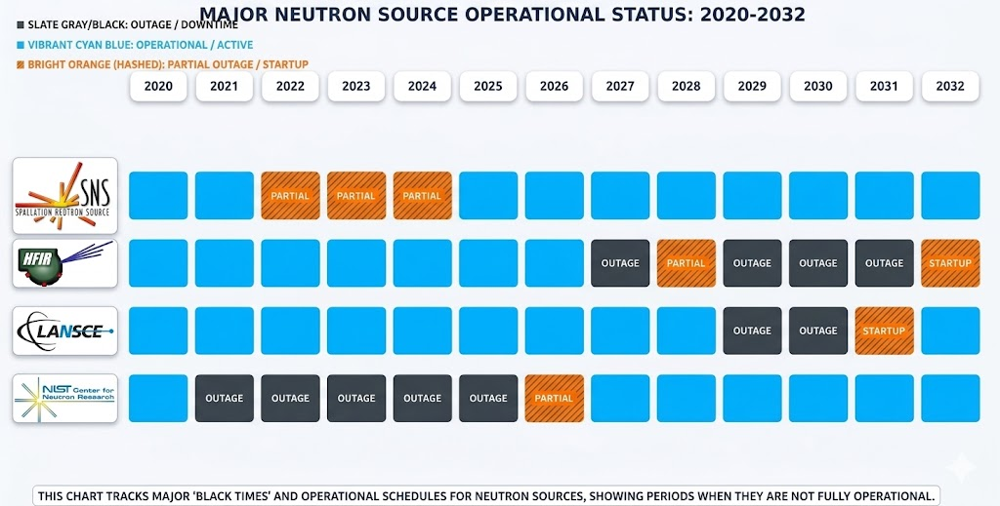 MAJOR NEUTRON SOURCE OPERATIONAL STATUS: 2020-2032
SLATE GRAY/BLACK: OUTAGE / DOWNTIME
VIBRANT CYAN BLUE: OPERATIONAL / ACTIVE
BRIGHT ORANGE (HASHED): PARTIAL OUTAGE / STARTUP
2020 2021 2022 2023 2024 2025 2026 2027 2028 2029 2030 2031 2032
SNS
SPALLATION REDTBRON SOURCE
PARTIAL PARTIAL PARTIAL
HFIR
OUTAGE PARTIAL OUTAGE OUTAGE OUTAGE STARTUP
LANSCE
OUTAGE OUTAGE STARTUP
NIST Center for
Neutron Research
OUTAGE OUTAGE OUTAGE OUTAGE OUTAGE PARTIAL
THIS CHART TRACKS MAJOR 'BLACK TIMES' AND OPERATIONAL SCHEDULES FOR NEUTRON SOURCES, SHOWING PERIODS WHEN THEY ARE NOT FULLY OPERATIONAL.